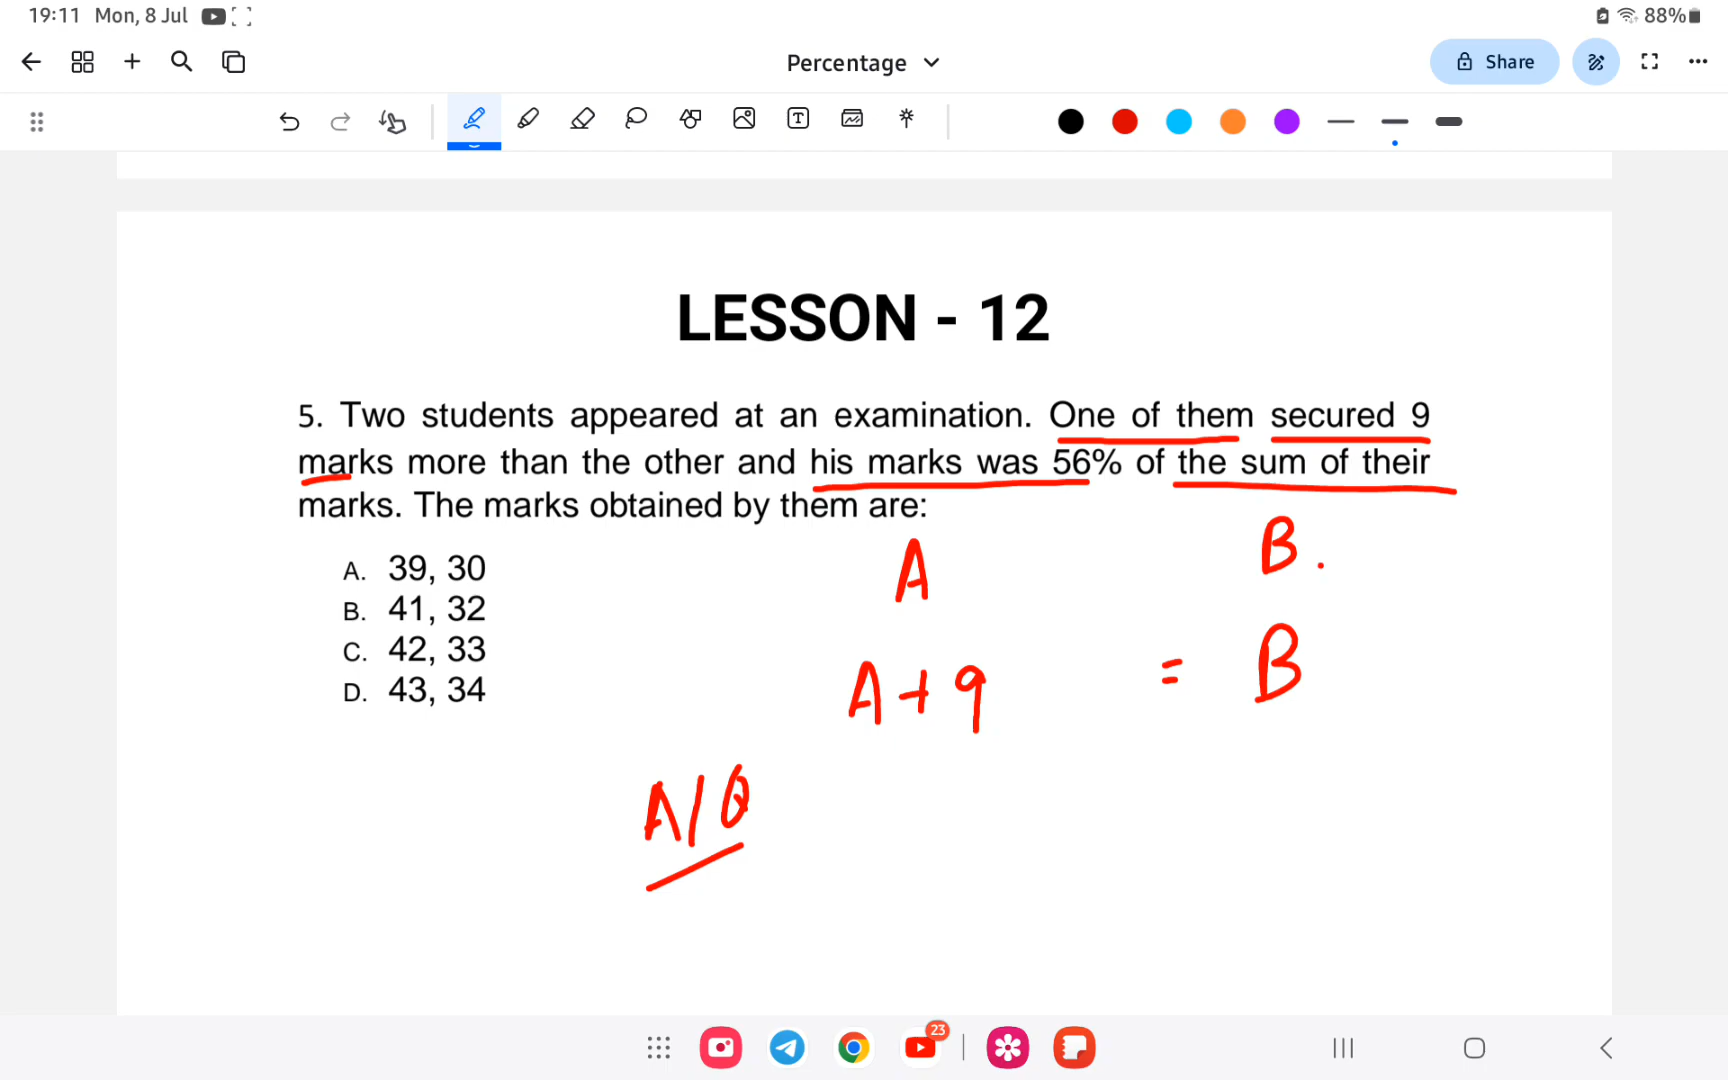 19:11 Mon, 8 Jul 88%
Percentage
Share
LESSON - 12
5. Two students appeared at an examination. One of them secured 9
marks more than the other and his marks was 56% of the sum of their
marks. The marks obtained by them are:
A. 39, 30
B. 41, 32
C. 42, 33
D. 43, 34
A B.
A+9 = B
A/Q
23